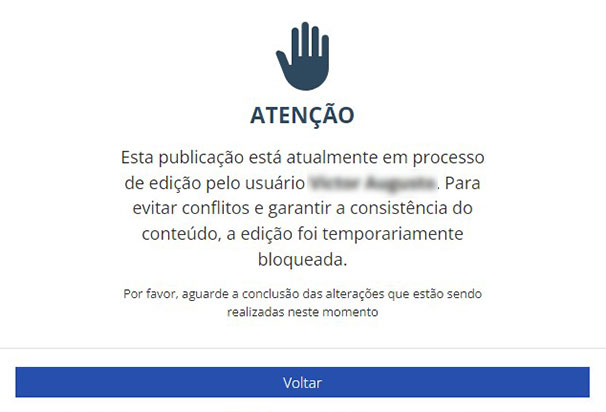 ATENÇÃO
Esta publicação está atualmente em processo
de edição pelo usuário . Para
evitar conflitos e garantir a consistência do
conteúdo, a edição foi temporariamente
bloqueada.
Por favor, aguarde a conclusão das alterações que estão sendo
realizadas neste momento
Voltar